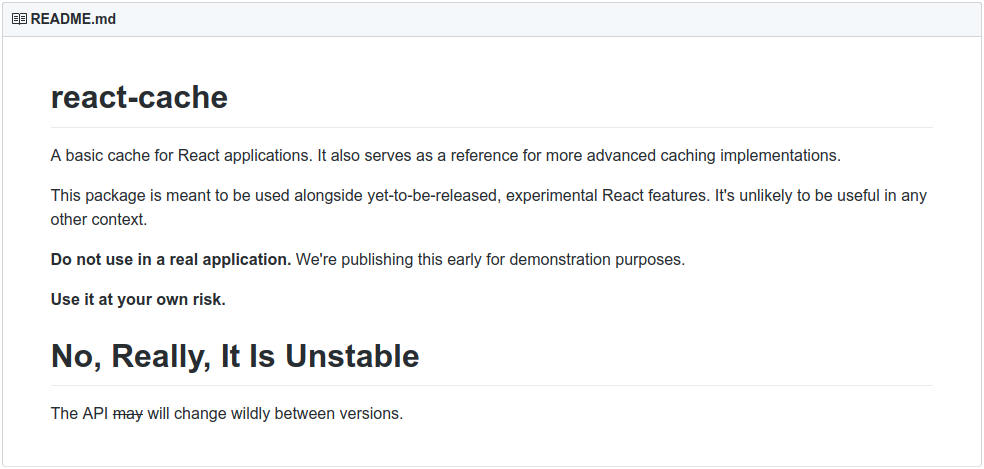 README.md
react-cache
A basic cache for React applications. It also serves as a reference for more advanced caching implementations.
This package is meant to be used alongside yet-to-be-released, experimental React features. It's unlikely to be useful in any
other context.
Do not use in a real application. We're publishing this early for demonstration purposes.
Use it at your own risk.
No, Really, It Is Unstable
The API may will change wildly between versions.